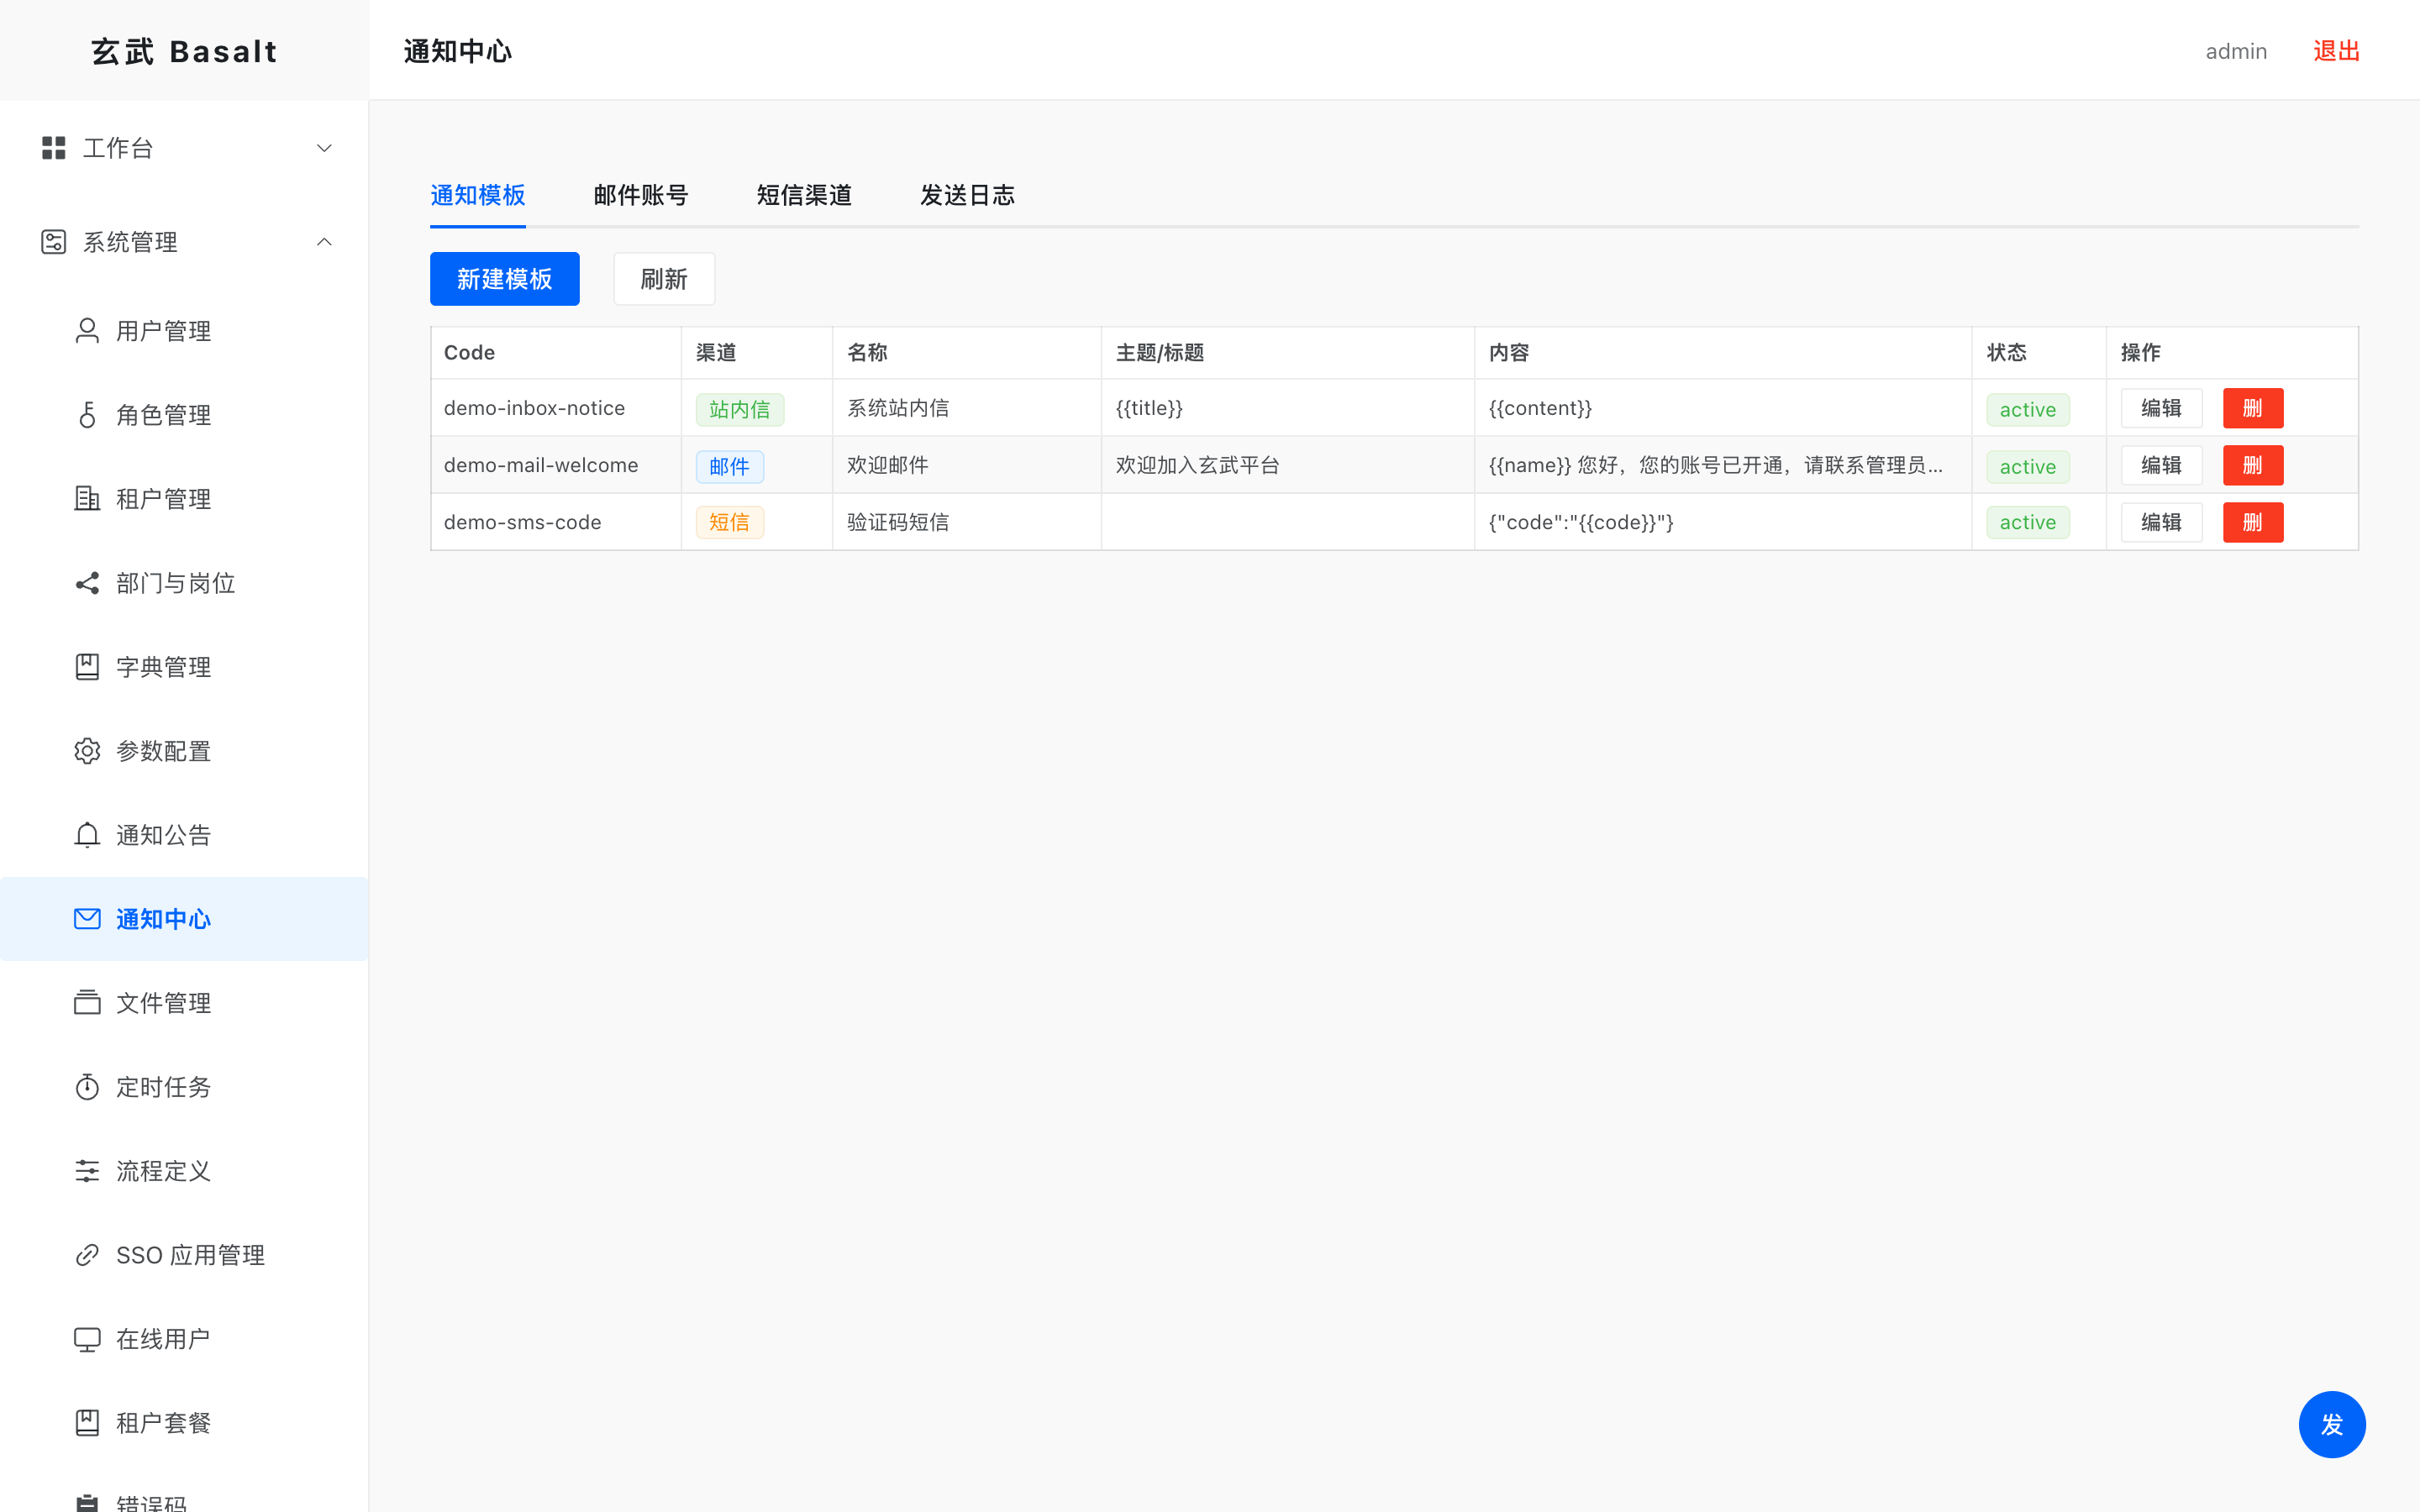 玄武 Basalt
通知中心
admin
退出
工作台
系统管理
用户管理
角色管理
租户管理
部门与岗位
字典管理
参数配置
通知公告
通知中心
文件管理
定时任务
流程定义
SSO 应用管理
在线用户
租户套餐
错误码
通知模板 邮件账号 短信渠道 发送日志
新建模板 刷新
Code 渠道 名称 主题/标题 内容 状态 操作
demo-inbox-notice 站内信 系统站内信 {{title}} {{content}} active 编辑 删
demo-mail-welcome 邮件 欢迎邮件 欢迎加入玄武平台 {{name}} 您好，您的账号已开通，请联系管理员... active 编辑 删
demo-sms-code 短信 验证码短信 {"code":"{{code}}"} active 编辑 删
发